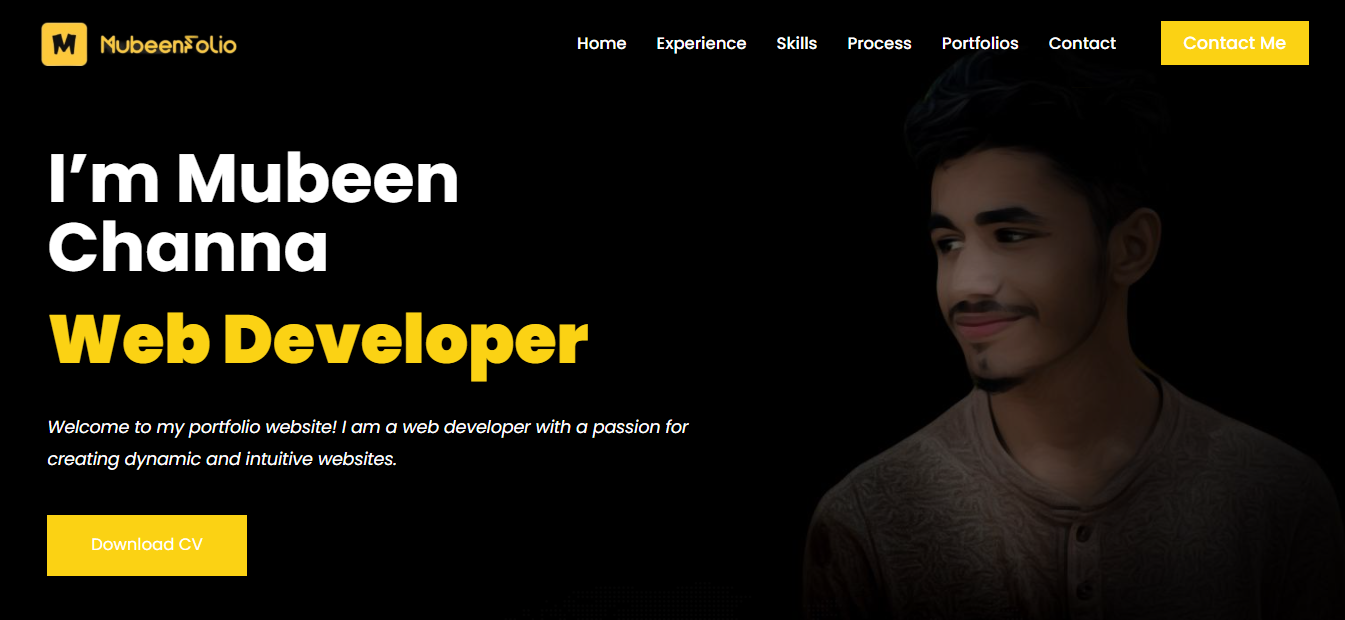 M MubeenFolio
Home Experience Skills Process Portfolios Contact Contact Me
I’m Mubeen
Channa
Web Developer
Welcome to my portfolio website! I am a web developer with a passion for
creating dynamic and intuitive websites.
Download CV